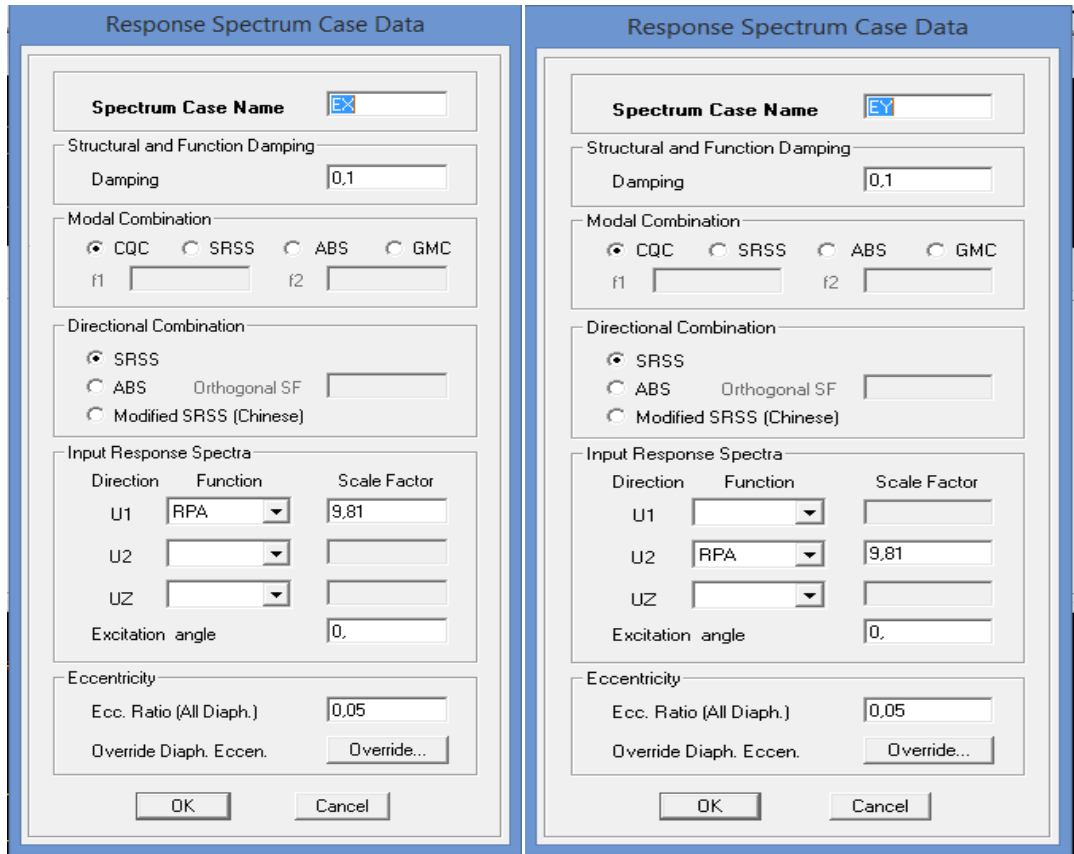 Response Spectrum Case Data
Spectrum Case Name EX
Structural and Function Damping
Damping 0,1
Modal Combination
CQC SRSS ABS GMC
f1 f2
Directional Combination
SRSS
ABS Orthogonal SF
Modified SRSS (Chinese)
Input Response Spectra
Direction Function Scale Factor
U1 RPA 9,81
U2
UZ
Excitation angle 0,
Eccentricity
Ecc. Ratio (All Diaph.) 0,05
Override Diaph. Eccen. Override...
OK Cancel
Response Spectrum Case Data
Spectrum Case Name EY
Structural and Function Damping
Damping 0,1
Modal Combination
CQC SRSS ABS GMC
f1 f2
Directional Combination
SRSS
ABS Orthogonal SF
Modified SRSS (Chinese)
Input Response Spectra
Direction Function Scale Factor
U1
U2 RPA 9,81
UZ
Excitation angle 0,
Eccentricity
Ecc. Ratio (All Diaph.) 0,05
Override Diaph. Eccen. Override...
OK Cancel